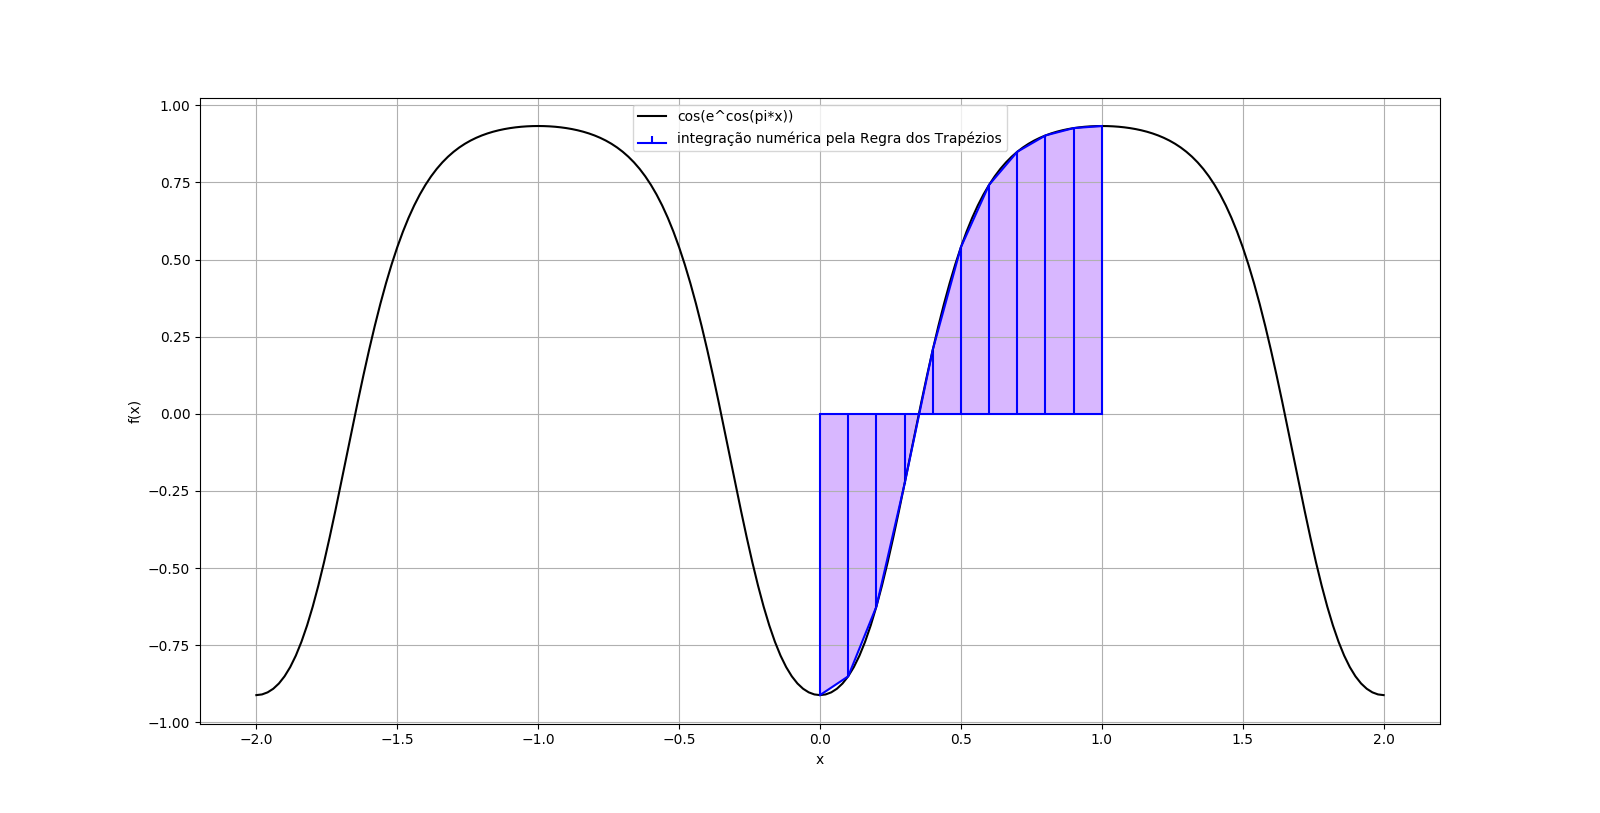 cos(e^cos(pi*x))
integração numérica pela Regra dos Trapézios
1.00
0.75
0.50
0.25
0.00
−0.25
−0.50
−0.75
−1.00
f(x)
−2.0 −1.5 −1.0 −0.5 0.0 0.5 1.0 1.5 2.0
x